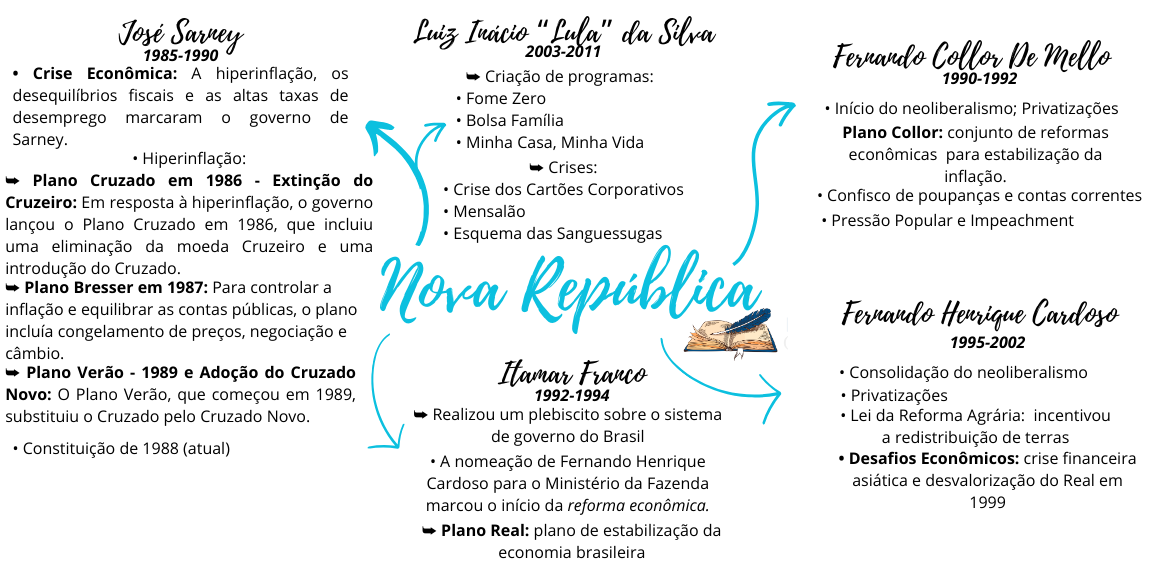 José Sarney
1985-1990
• Crise Econômica: A hiperinflação, os
desequilíbrios fiscais e as altas taxas de
desemprego marcaram o governo de
Sarney.
• Hiperinflação:
➥ Plano Cruzado em 1986 - Extinção do
Cruzeiro: Em resposta à hiperinflação, o governo
lançou o Plano Cruzado em 1986, que incluiu
uma eliminação da moeda Cruzeiro e uma
introdução do Cruzado.
➥ Plano Bresser em 1987: Para controlar a
inflação e equilibrar as contas públicas, o plano
incluía congelamento de preços, negociação e
câmbio.
➥ Plano Verão - 1989 e Adoção do Cruzado
Novo: O Plano Verão, que começou em 1989,
substituiu o Cruzado pelo Cruzado Novo.
• Constituição de 1988 (atual)
Luiz Inácio “Lula” da Silva
2003-2011
➥ Criação de programas:
• Fome Zero
• Bolsa Família
• Minha Casa, Minha Vida
➥ Crises:
• Crise dos Cartões Corporativos
• Mensalão
• Esquema das Sanguessugas
Nova República
Itamar Franco
1992-1994
➥ Realizou um plebiscito sobre o sistema
de governo do Brasil
• A nomeação de Fernando Henrique
Cardoso para o Ministério da Fazenda
marcou o início da reforma econômica.
➥ Plano Real: plano de estabilização da
economia brasileira
Fernando Collor De Mello
1990-1992
• Início do neoliberalismo; Privatizações
Plano Collor: conjunto de reformas
econômicas para estabilização da
inflação.
• Confisco de poupanças e contas correntes
• Pressão Popular e Impeachment
Fernando Henrique Cardoso
1995-2002
• Consolidação do neoliberalismo
• Privatizações
• Lei da Reforma Agrária: incentivou
a redistribuição de terras
• Desafios Econômicos: crise financeira
asiática e desvalorização do Real em
1999